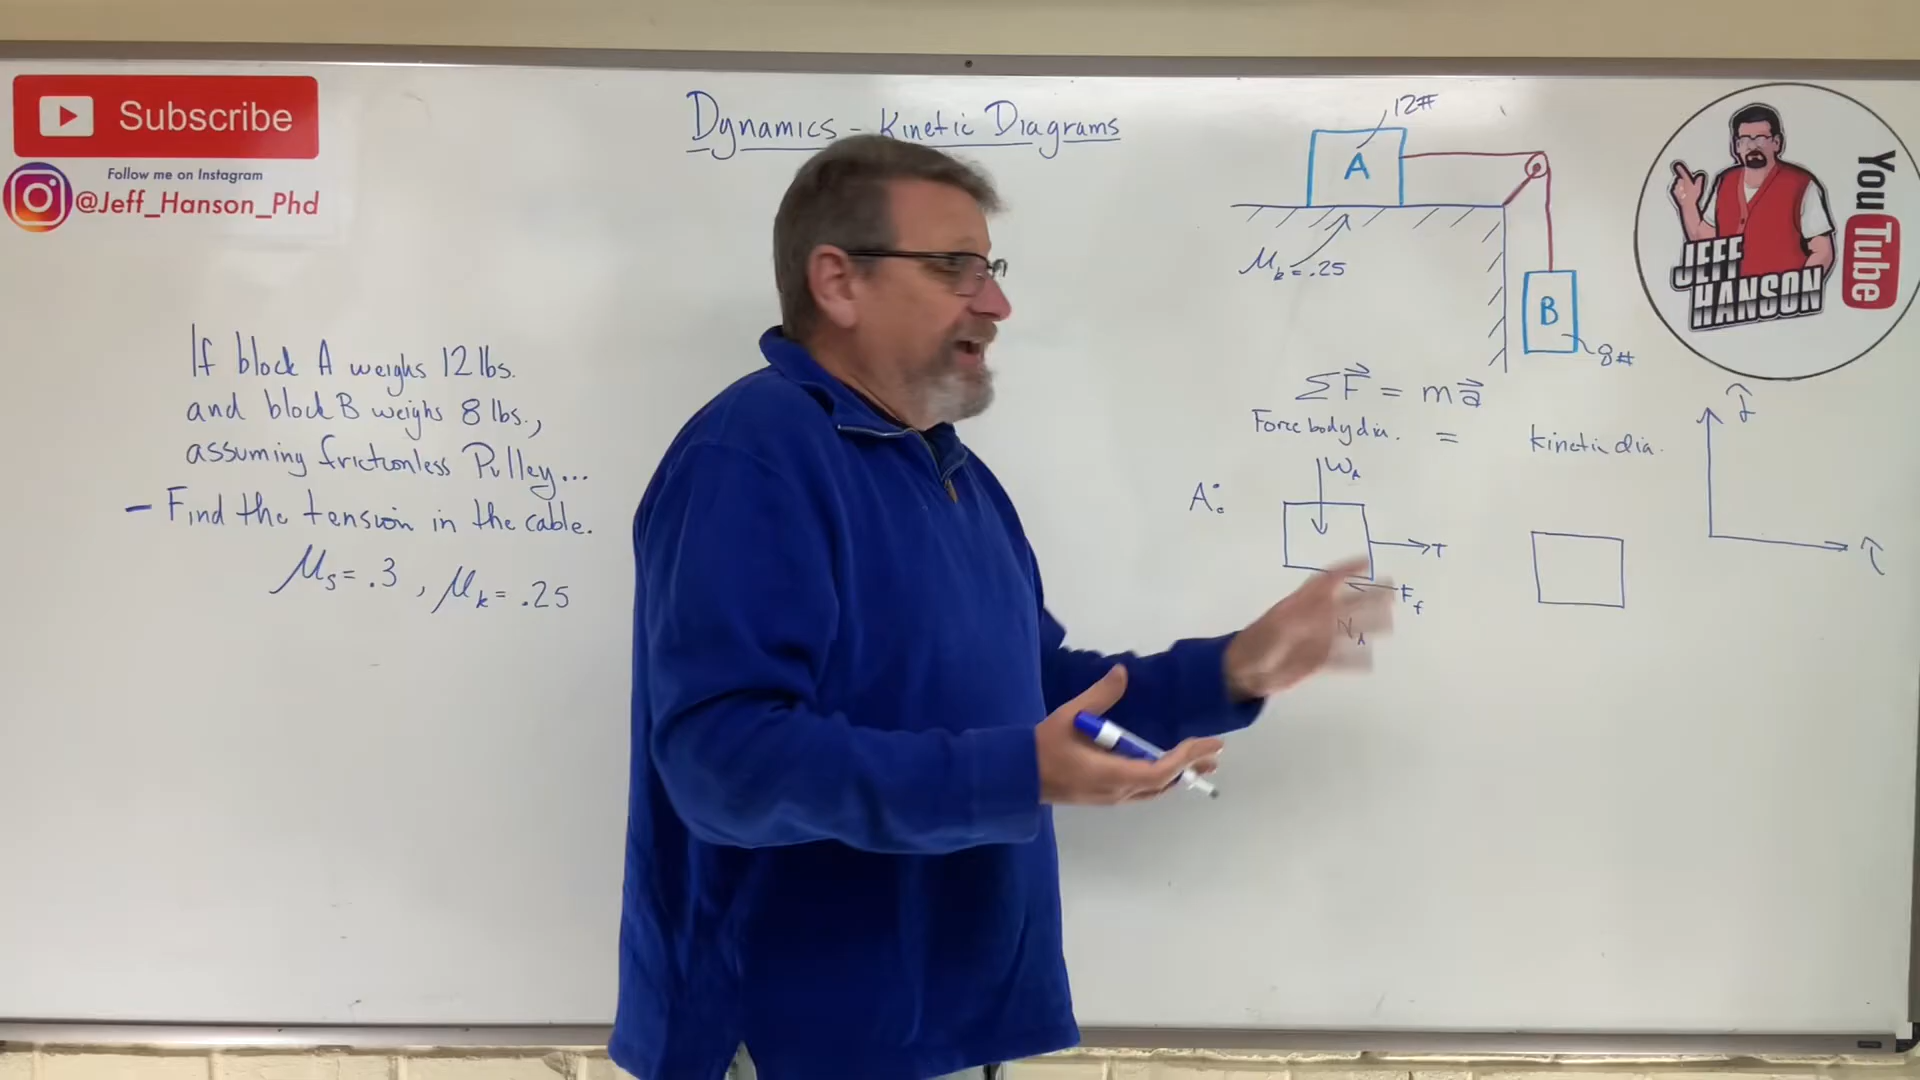 Subscribe
Follow me on Instagram
@Jeff_Hanson_Phd
Dynamics - Kinetic Diagrams
If block A weighs 12 lbs.
and block B weighs 8 lbs.,
assuming frictionless Pulley...
- Find the tension in the cable.
μs = .3 , μk = .25
12#
A
μk = .25
B
8#
ΣF⃗ = ma⃗
Force body dia. = kinetic dia.
A:
WA
T
Ff
NA
ĵ
î
JEFF
HANSON
YouTube